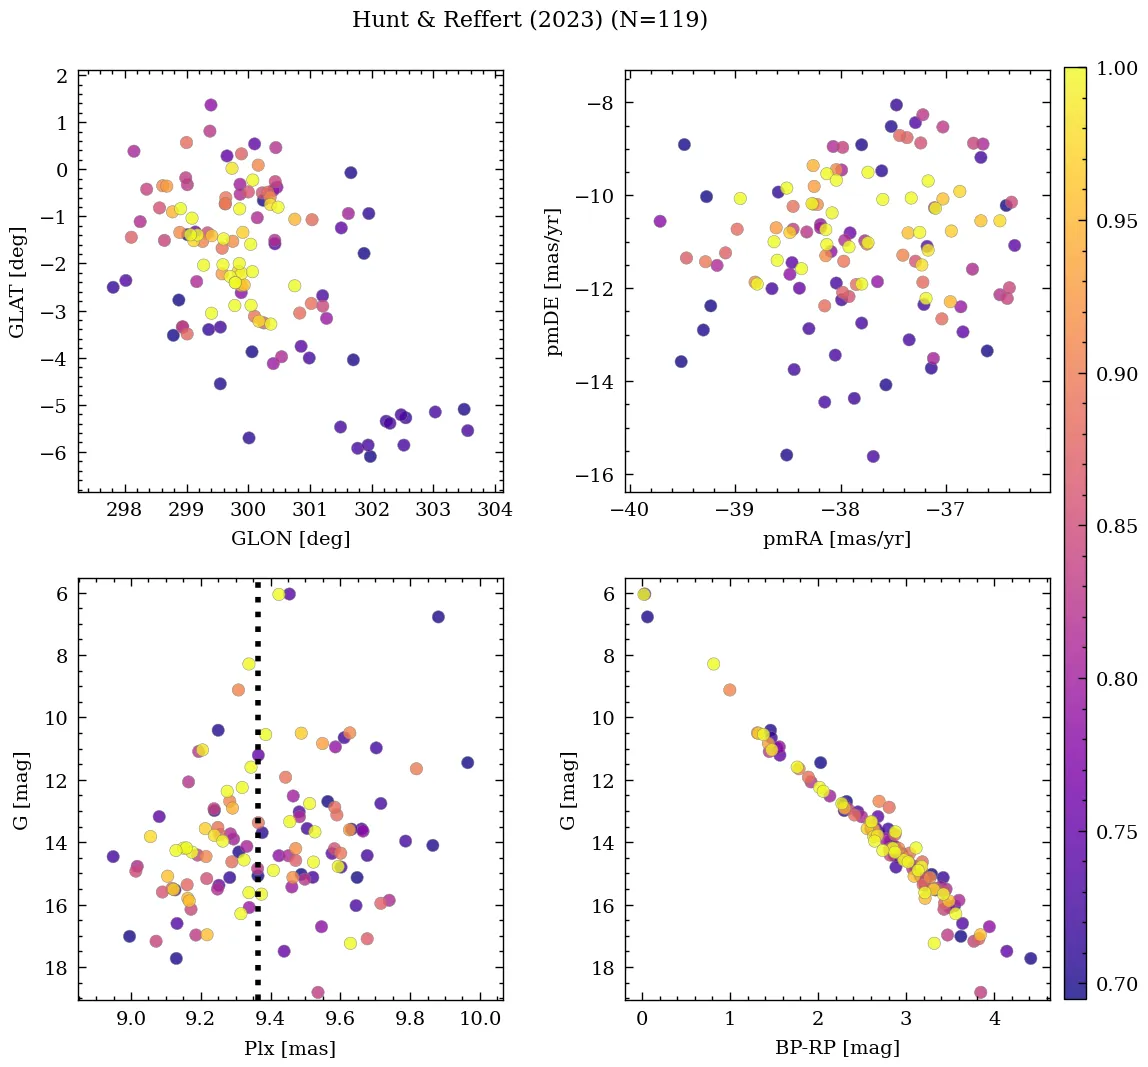 Hunt & Reffert (2023) (N=119)
2
1
0
−1
−2
−3
−4
−5
−6
GLAT [deg]
298 299 300 301 302 303 304
GLON [deg]
−8
−10
−12
−14
−16
pmDE [mas/yr]
−40 −39 −38 −37
pmRA [mas/yr]
1.00
0.95
0.90
0.85
0.80
0.75
0.70
6
8
10
12
14
16
18
G [mag]
9.0 9.2 9.4 9.6 9.8 10.0
Plx [mas]
6
8
10
12
14
16
18
G [mag]
0 1 2 3 4
BP-RP [mag]